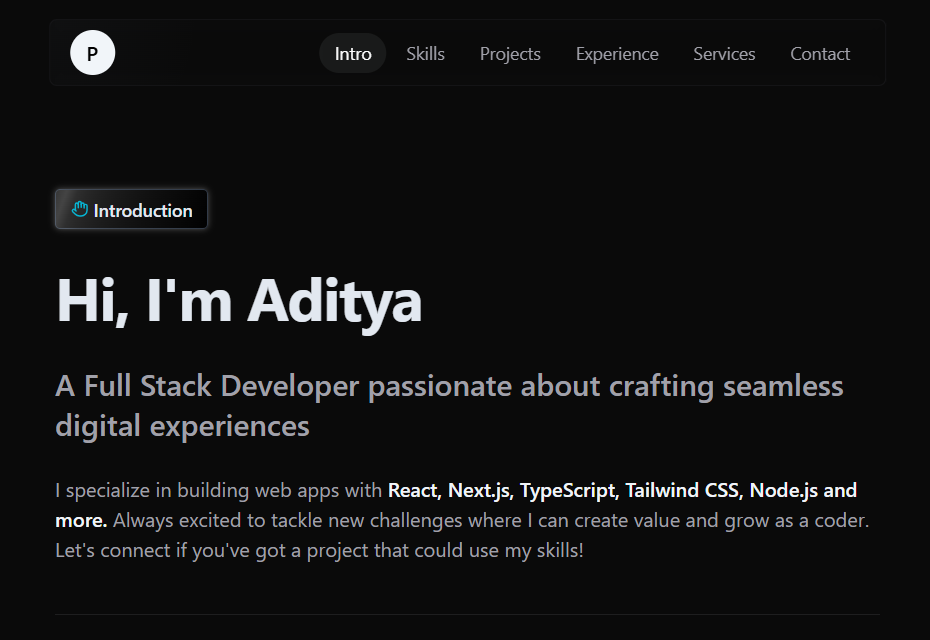 P
Intro Skills Projects Experience Services Contact
Introduction
Hi, I'm Aditya
A Full Stack Developer passionate about crafting seamless
digital experiences
I specialize in building web apps with React, Next.js, TypeScript, Tailwind CSS, Node.js and
more. Always excited to tackle new challenges where I can create value and grow as a coder.
Let's connect if you've got a project that could use my skills!